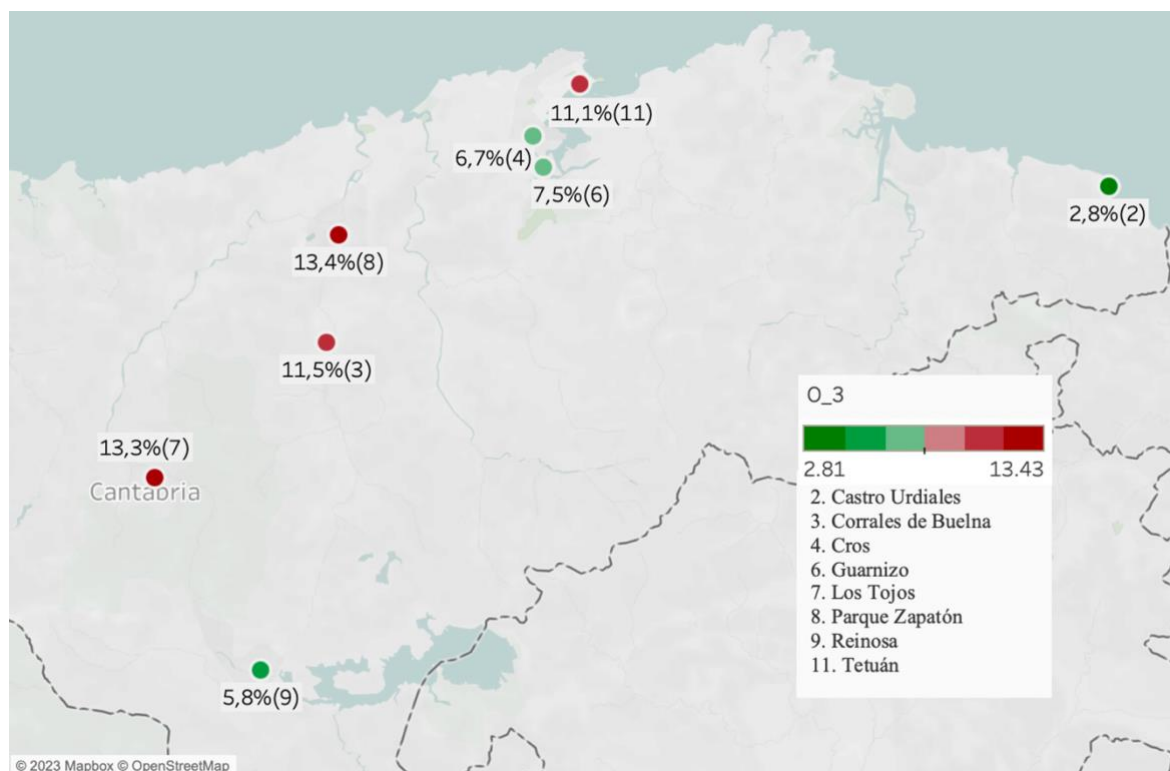 11,1%(11)
6,7%(4)
7,5%(6)
2,8%(2)
13,4%(8)
11,5%(3)
13,3%(7)
Cantabria
5,8%(9)
O_3
2.81 13.43
2. Castro Urdiales
3. Corrales de Buelna
4. Cros
6. Guarnizo
7. Los Tojos
8. Parque Zapatón
9. Reinosa
11. Tetuán
© 2023 Mapbox © OpenStreetMap